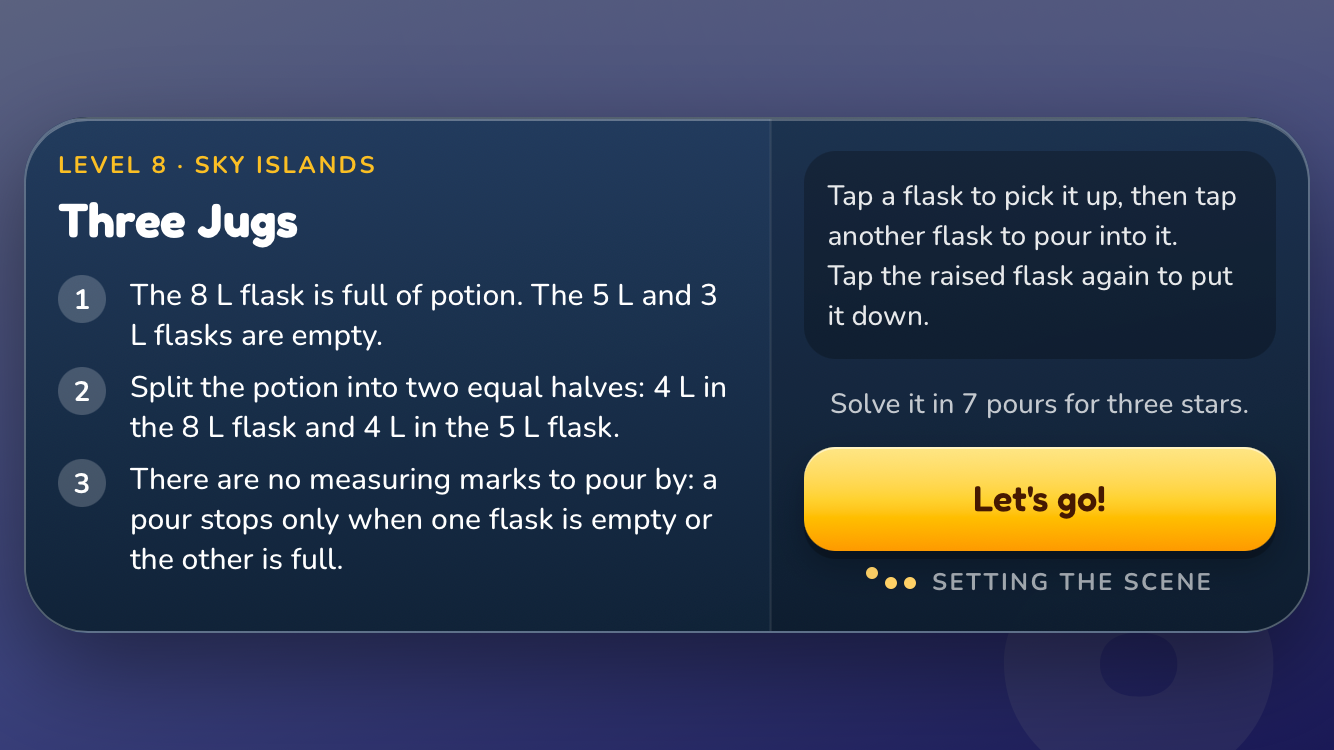 LEVEL 8 · SKY ISLANDS
Three Jugs
1
The 8 L flask is full of potion. The 5 L and 3
L flasks are empty.
2
Split the potion into two equal halves: 4 L in
the 8 L flask and 4 L in the 5 L flask.
3
There are no measuring marks to pour by: a
pour stops only when one flask is empty or
the other is full.
Tap a flask to pick it up, then tap
another flask to pour into it.
Tap the raised flask again to put
it down.
Solve it in 7 pours for three stars.
Let's go!
SETTING THE SCENE